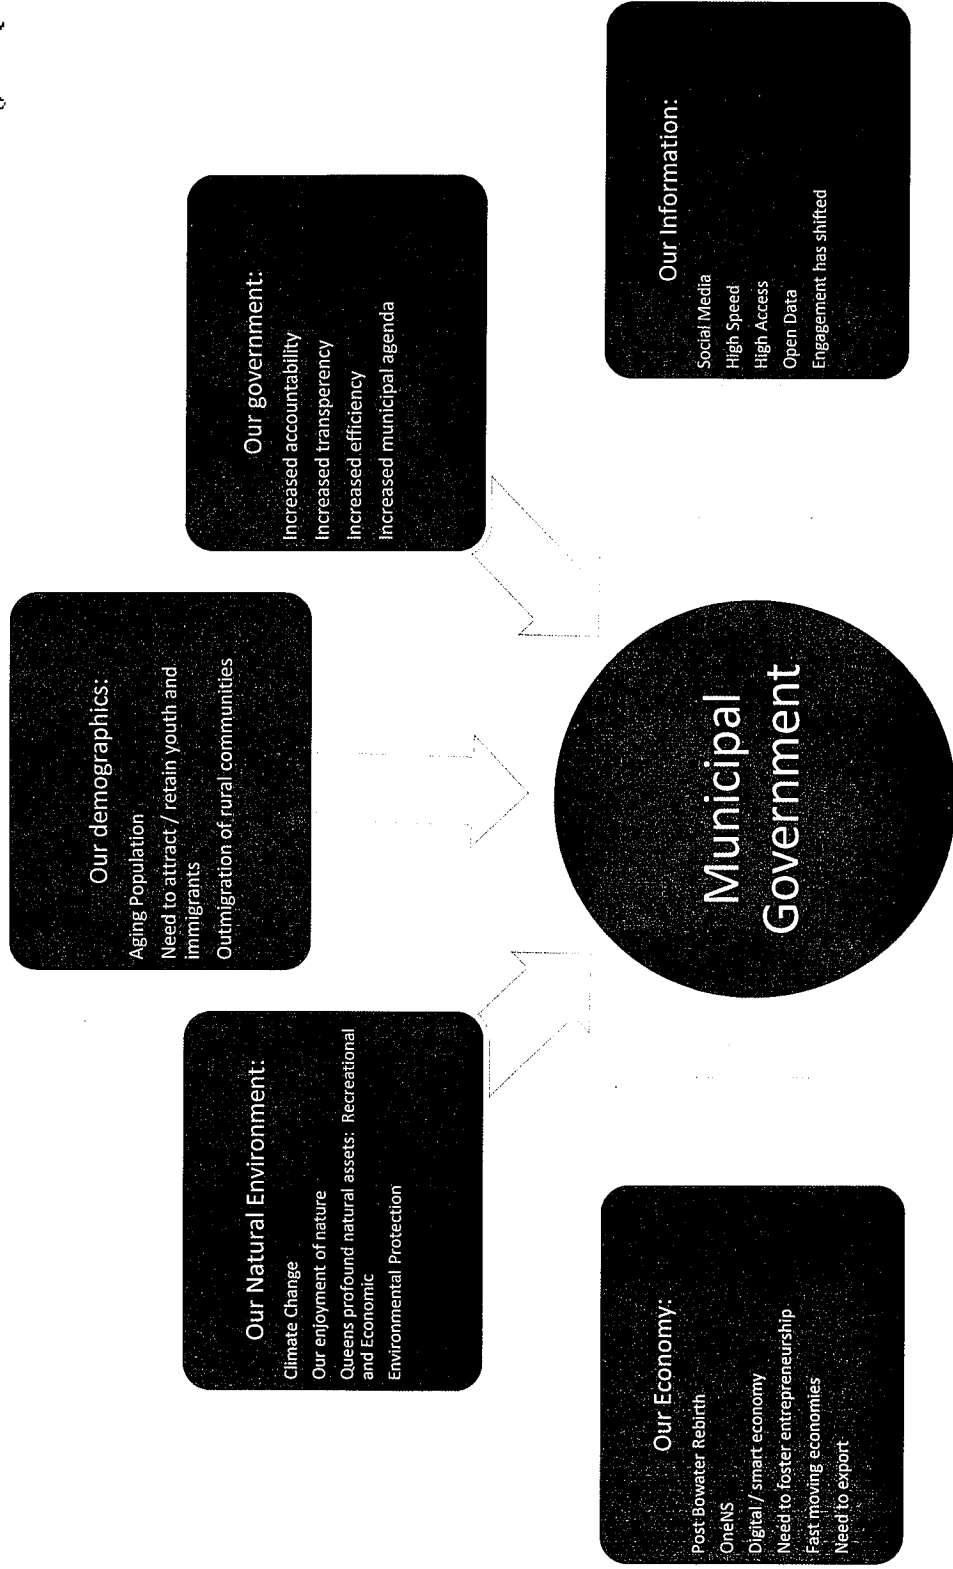 Our Economy:
Post Bowater Rebirth
OneNS
Digital / smart economy
Need to foster entrepreneurship
Fast moving economies
Need to export
Our Natural Environment:
Climate Change
Our enjoyment of nature
Queens profound natural assets: Recreational
and Economic
Environmental Protection
Our demographics:
Aging Population
Need to attract / retain youth and
immigrants
Outmigration of rural communities
Our government:
Increased accountability
Increased transperency
Increased efficiency
Increased municipal agenda
Our Information:
Social Media
High Speed
High Access
Open Data
Engagement has shifted
Municipal
Government